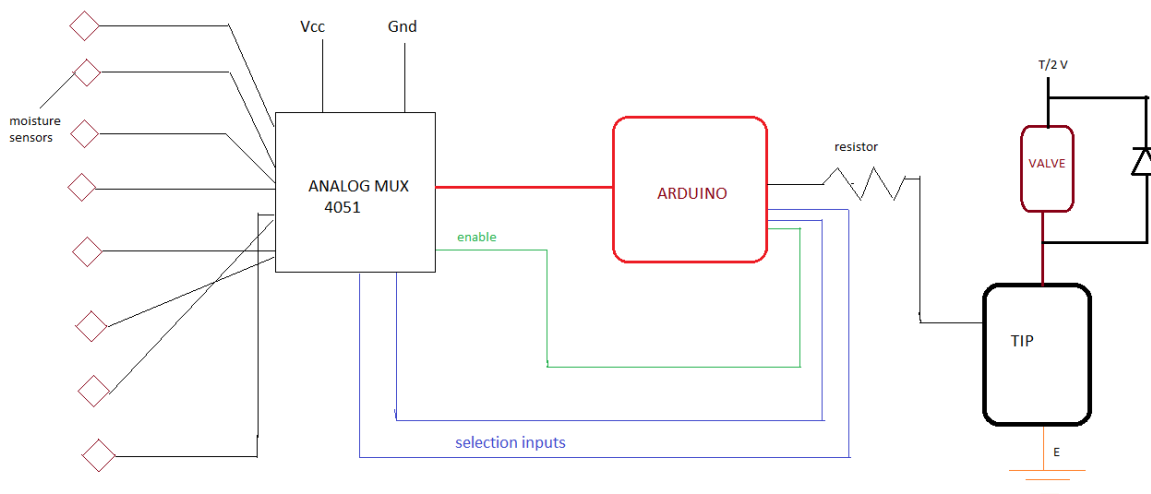 Vcc
Gnd
T/2 V
moisture
sensors
resistor
VALVE
ANALOG MUX
4051
ARDUINO
enable
TIP
selection inputs
E